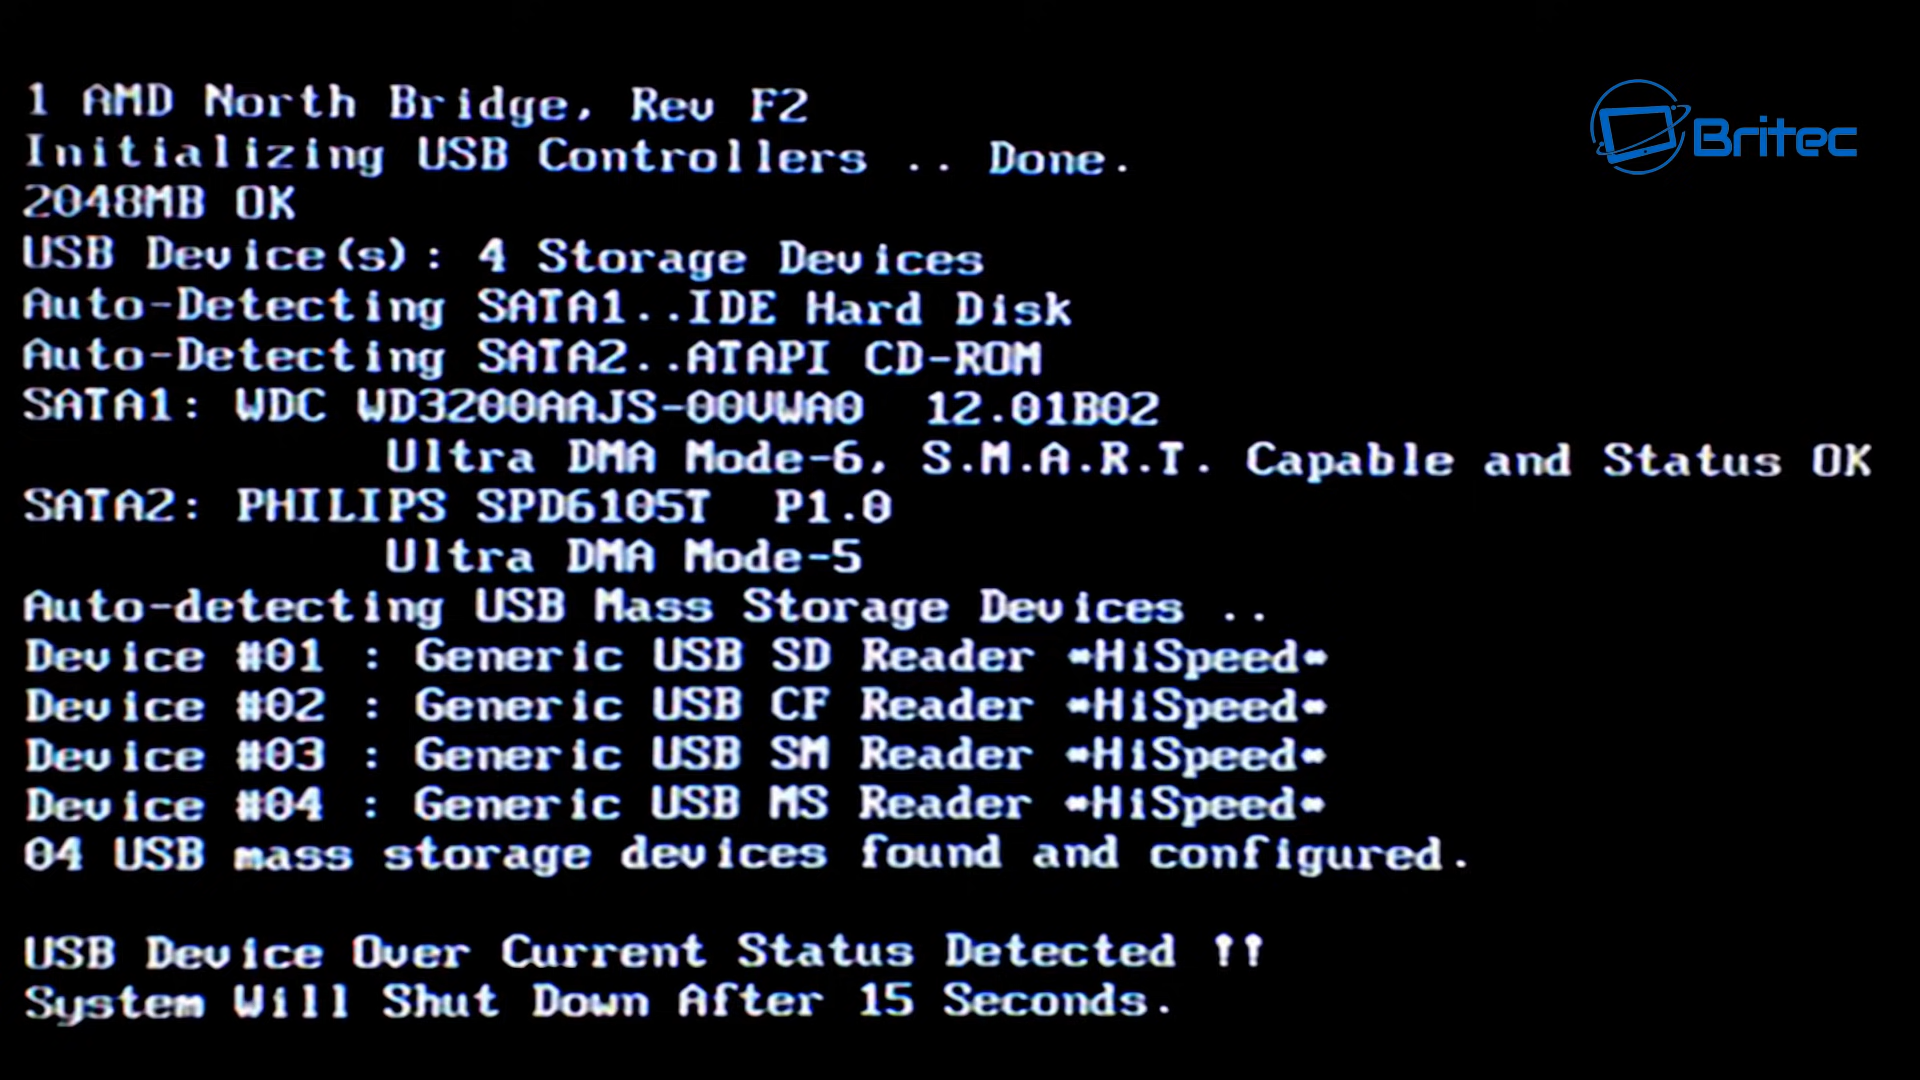 1 AMD North Bridge, Rev F2
Initializing USB Controllers .. Done.
2048MB OK
USB Device(s): 4 Storage Devices
Auto-Detecting SATA1..IDE Hard Disk
Auto-Detecting SATA2..ATAPI CD-ROM
SATA1: WDC WD3200AAJS-00VWA0  12.01B02
Ultra DMA Mode-6, S.M.A.R.T. Capable and Status OK
SATA2: PHILIPS SPD6105T  P1.0
Ultra DMA Mode-5
Auto-detecting USB Mass Storage Devices ..
Device #01 : Generic USB SD Reader *HiSpeed*
Device #02 : Generic USB CF Reader *HiSpeed*
Device #03 : Generic USB SM Reader *HiSpeed*
Device #04 : Generic USB MS Reader *HiSpeed*
04 USB mass storage devices found and configured.
USB Device Over Current Status Detected !!
System Will Shut Down After 15 Seconds.
Britec